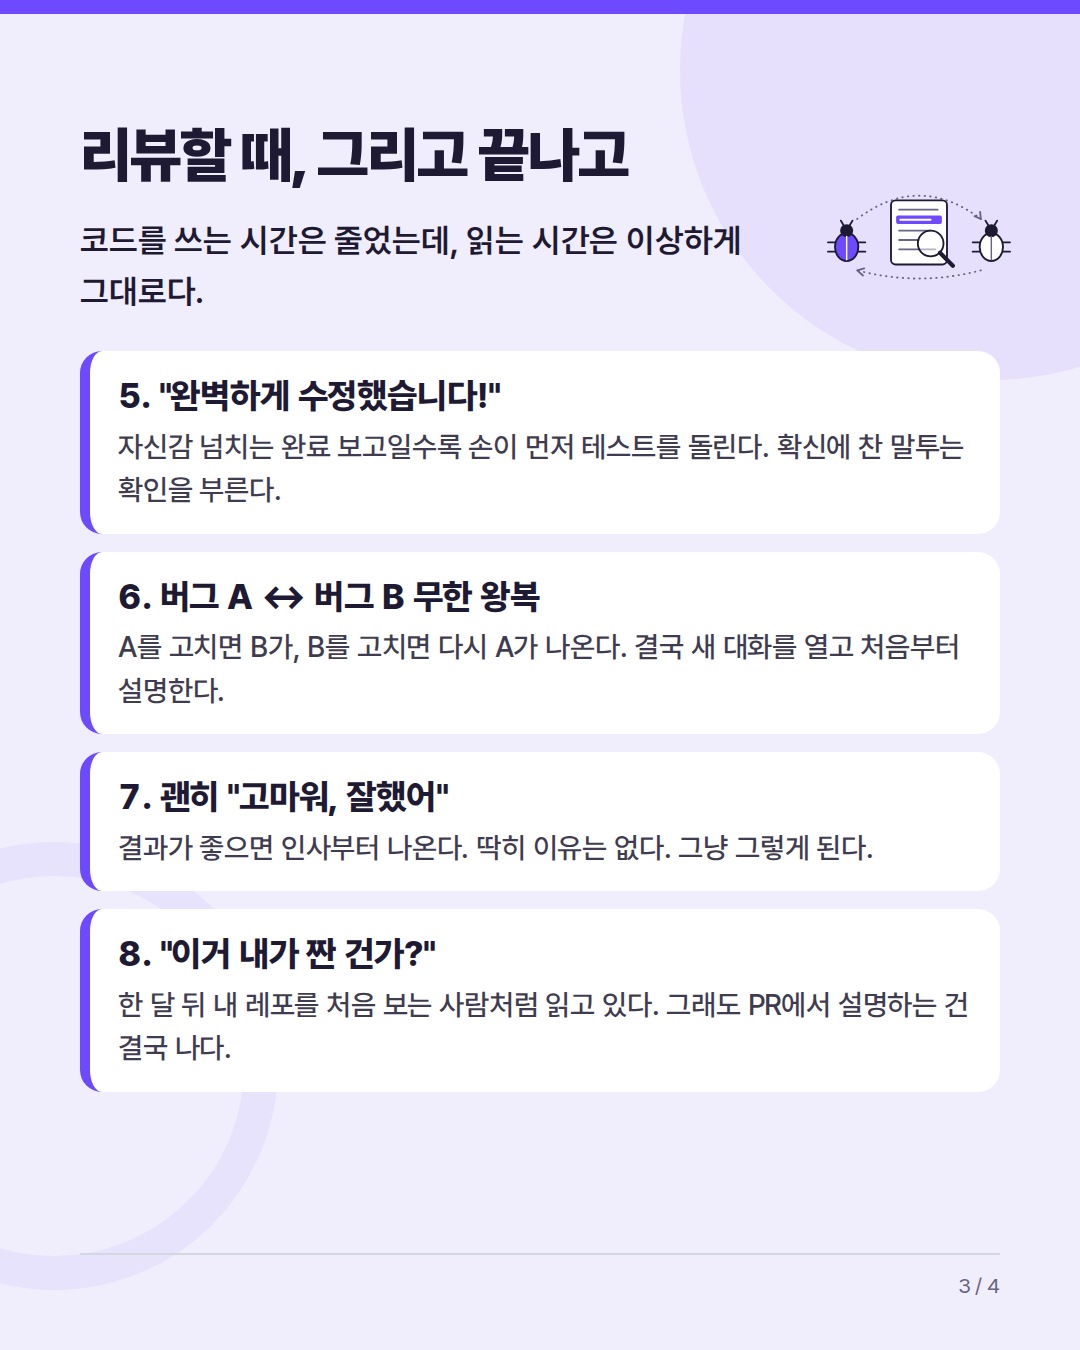 리뷰할 때, 그리고 끝나고
코드를 쓰는 시간은 줄었는데, 읽는 시간은 이상하게
그대로다.
5. "완벽하게 수정했습니다!"
자신감 넘치는 완료 보고일수록 손이 먼저 테스트를 돌린다. 확신에 찬 말투는
확인을 부른다.
6. 버그 A ↔ 버그 B 무한 왕복
A를 고치면 B가, B를 고치면 다시 A가 나온다. 결국 새 대화를 열고 처음부터
설명한다.
7. 괜히 "고마워, 잘했어"
결과가 좋으면 인사부터 나온다. 딱히 이유는 없다. 그냥 그렇게 된다.
8. "이거 내가 짠 건가?"
한 달 뒤 내 레포를 처음 보는 사람처럼 읽고 있다. 그래도 PR에서 설명하는 건
결국 나다.
3 / 4